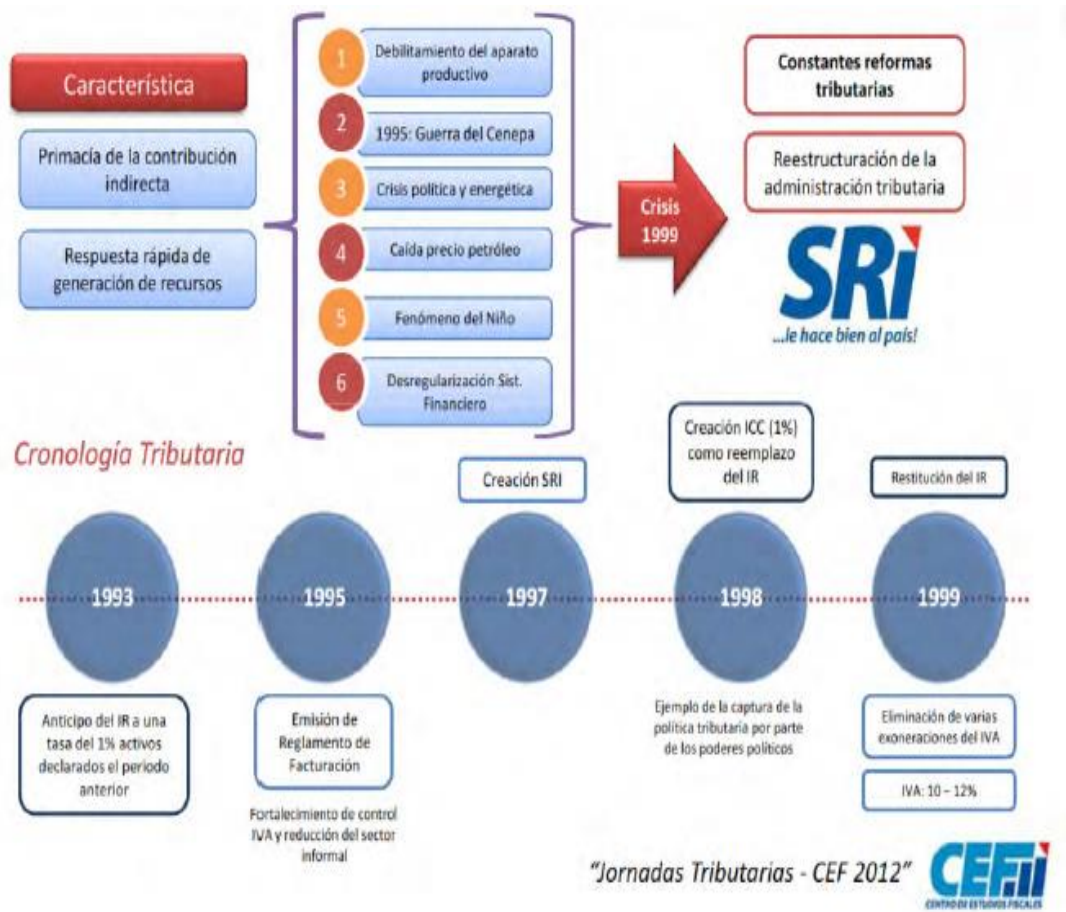 Característica
Primacía de la contribución
indirecta
Respuesta rápida de
generación de recursos
1
Debilitamiento del aparato
productivo
2
1995: Guerra del Cenepa
3
Crisis política y energética
4
Caída precio petróleo
5
Fenómeno del Niño
6
Desregularización Sist.
Financiero
Crisis
1999
Constantes reformas
tributarias
Reestructuración de la
administración tributaria
SRi
...le hace bien al país!
Cronología Tributaria
Creación SRI
Creación ICC (1%)
como reemplazo
del IR
Restitución del IR
1993
1995
1997
1998
1999
Anticipo del IR a una
tasa del 1% activos
declarados el periodo
anterior
Emisión de
Reglamento de
Facturación
Fortalecimiento de control
IVA y reducción del sector
informal
Ejemplo de la captura de la
política tributaria por parte
de los poderes políticos
Eliminación de varias
exoneraciones del IVA
IVA: 10 – 12%
"Jornadas Tributarias - CEF 2012"
CEF
CENTRO DE ESTUDIOS FISCALES